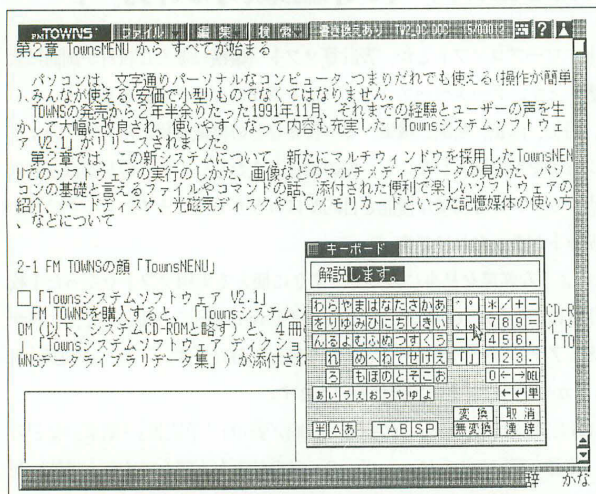 TOWNS ファイル 編集 検索 書き換えあり ?
第2章 TownsMENU から すべてが始まる
パソコンは、文字通りパーソナルなコンピュータ、つまりだれでも使える(操作が簡単
)、みんなが使える(安価で小型)ものでなくてはなりません。
TOWNSの発売から2年半余りたった1991年11月、それまでの経験とユーザーの声を生
かして大幅に改良され、使いやすくなって内容も充実した「Townsシステムソフトウェ
ア V2.1」がリリースされました。
第2章では、この新システムについて、新たにマルチウィンドウを採用したTownsNEN
Uでのソフトウェアの実行のしかた、画像などのマルチメディアデータの見かた、パソ
コンの基礎と言えるファイルやコマンドの話、添付された便利で楽しいソフトウェアの
紹介、ハードディスク、光磁気ディスクやICメモリカードといった記憶媒体の使い方
、などについて
2-1 FM TOWNSの顔「TownsNENU」
□「Townsシステムソフトウェア V2.1」
FM TOWNSを購入すると、「Townsシステムソフ CD-R
OM(以下、システムCD-ROMと略す)と、4冊の イド
」「Townsシステムソフトウェア ディクショ 「TO
WNSデータライブラリデータ集」)が添付され
キーボード
解説します。
わらやまはなたさかあ ゛゜ *／+-
をりゆみひにちしきい 、。 789=
んるよむふぬつすくう ー・ 456,
れ めへねてせけえ 「」 123.
ろ もほのとそこお 0←→DEL
ぁぃぅぇぉっゃゅょ ←↵単
変換 取消
半Aあ TAB SP 無変換 漢辞
辞 かな